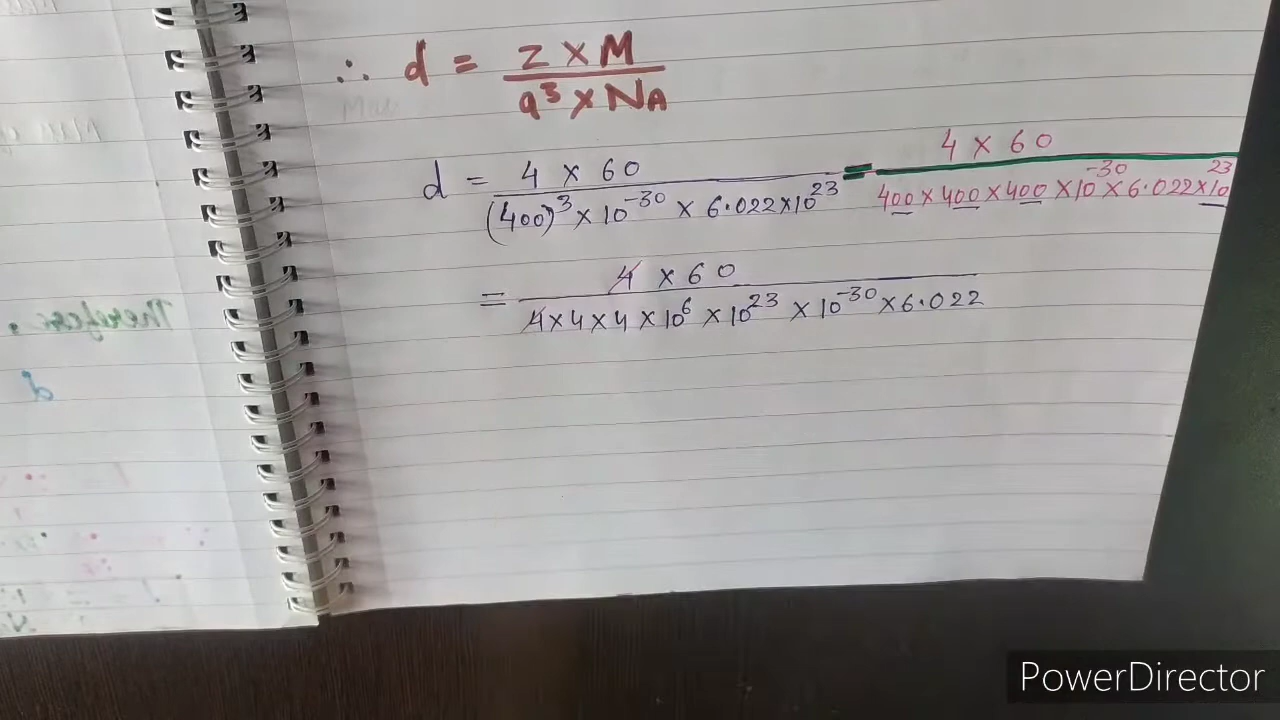 ∴ d = Z × M / a³ × NA
d = 4 × 60 / (400)³ × 10⁻³⁰ × 6.022 × 10²³ = 4 × 60 / 400 × 400 × 400 × 10⁻³⁰ × 6.022 × 10²³
= 4 × 60 / 4 × 4 × 4 × 10⁶ × 10²³ × 10⁻³⁰ × 6.022
Therefore,
d
PowerDirector